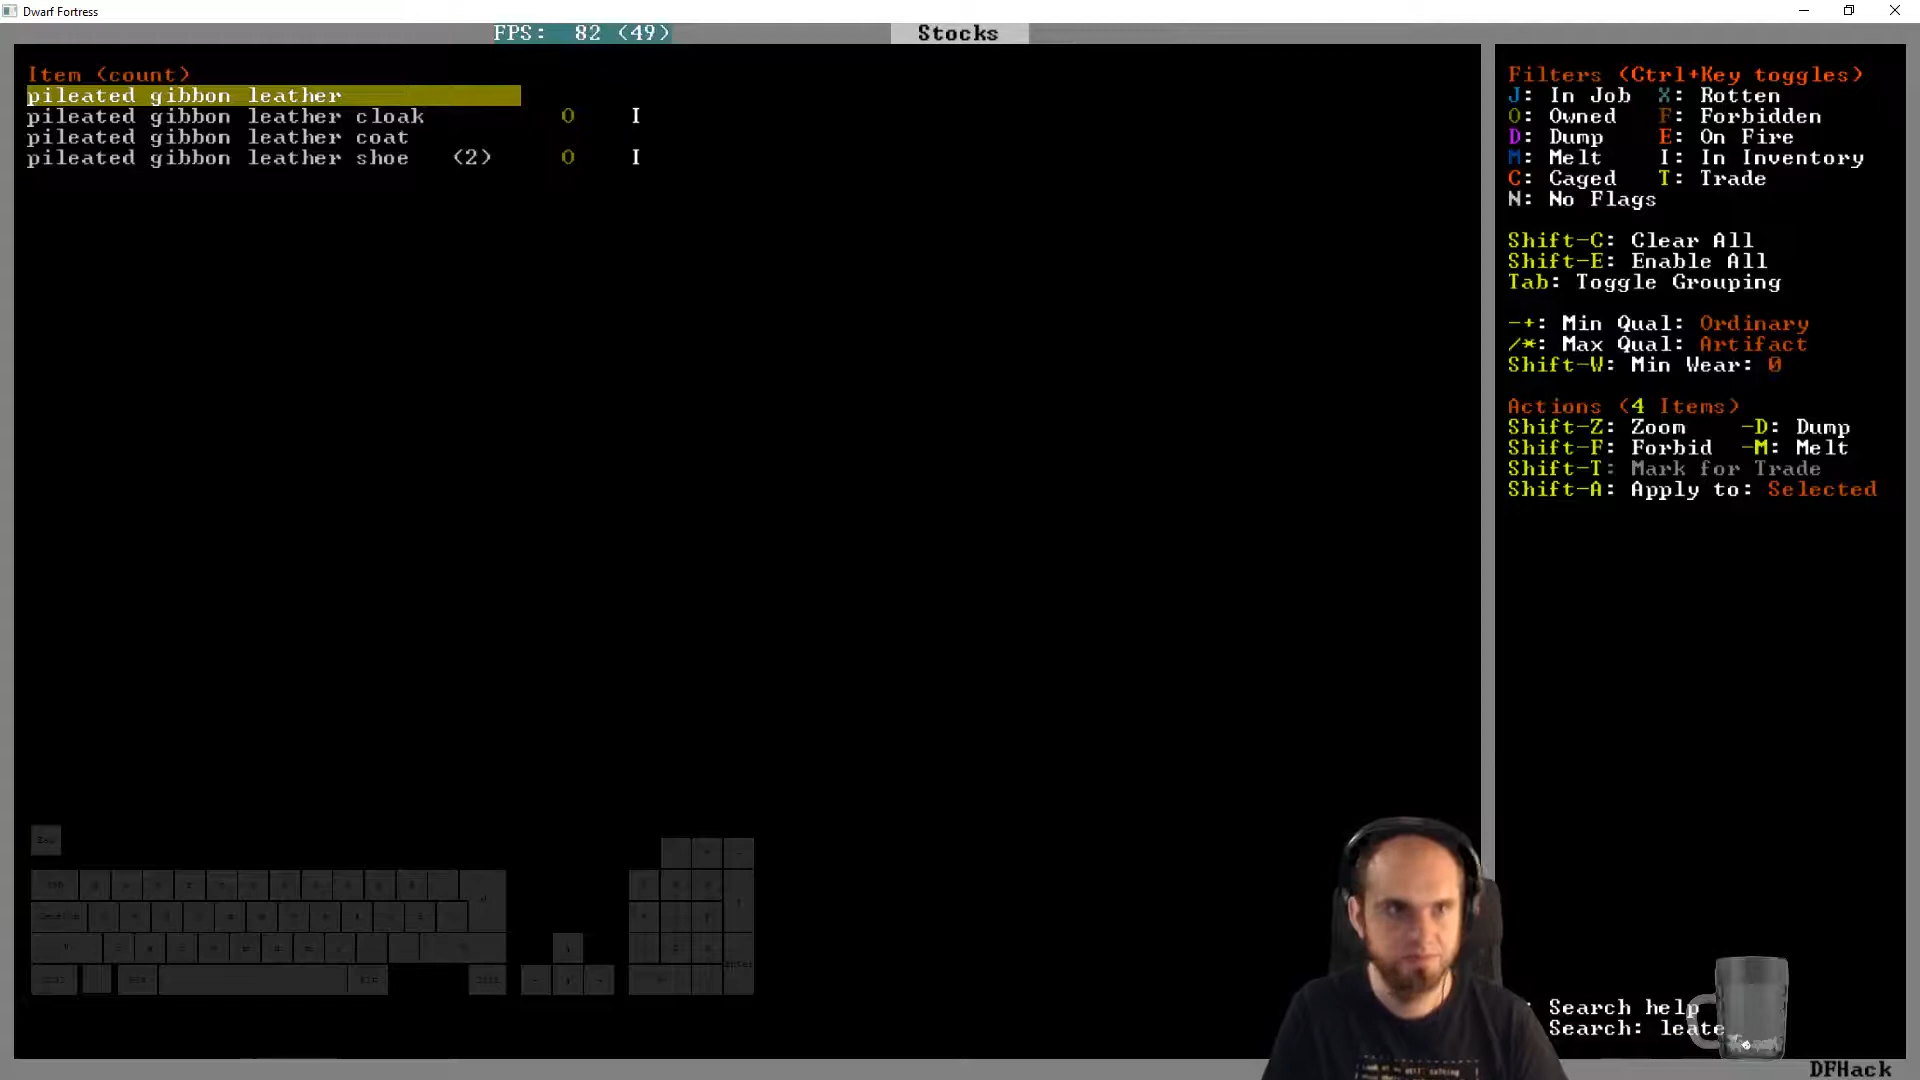 Dwarf Fortress
FPS: 82 (49)
Stocks
Item (count)
pileated gibbon leather
pileated gibbon leather cloak O I
pileated gibbon leather coat
pileated gibbon leather shoe (2) O I
Filters (Ctrl+Key toggles)
J: In Job X: Rotten
O: Owned F: Forbidden
D: Dump E: On Fire
M: Melt I: In Inventory
C: Caged T: Trade
N: No Flags
Shift-C: Clear All
Shift-E: Enable All
Tab: Toggle Grouping
-+: Min Qual: Ordinary
/*: Max Qual: Artifact
Shift-W: Min Wear: 0
Actions (4 Items)
Shift-Z: Zoom -D: Dump
Shift-F: Forbid -M: Melt
Shift-T: Mark for Trade
Shift-A: Apply to: Selected
Search help
Search: leate
DFHack